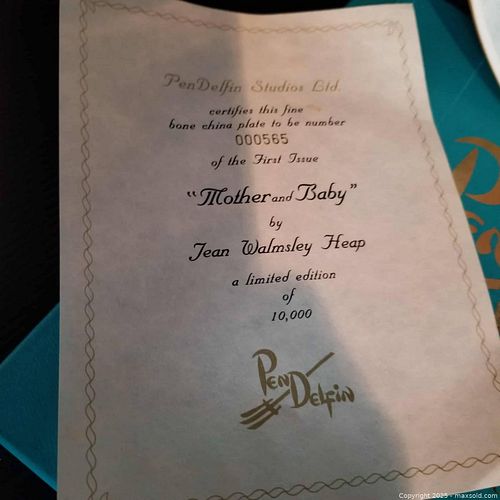 PenDelfin Studios Ltd.
certifies this fine
bone china plate to be number
000565
of the First Issue
"Mother and Baby"
by
Jean Walmsley Heap
a limited edition
of
10,000
PenDelfin
Copyright 2025 - maxsold.com